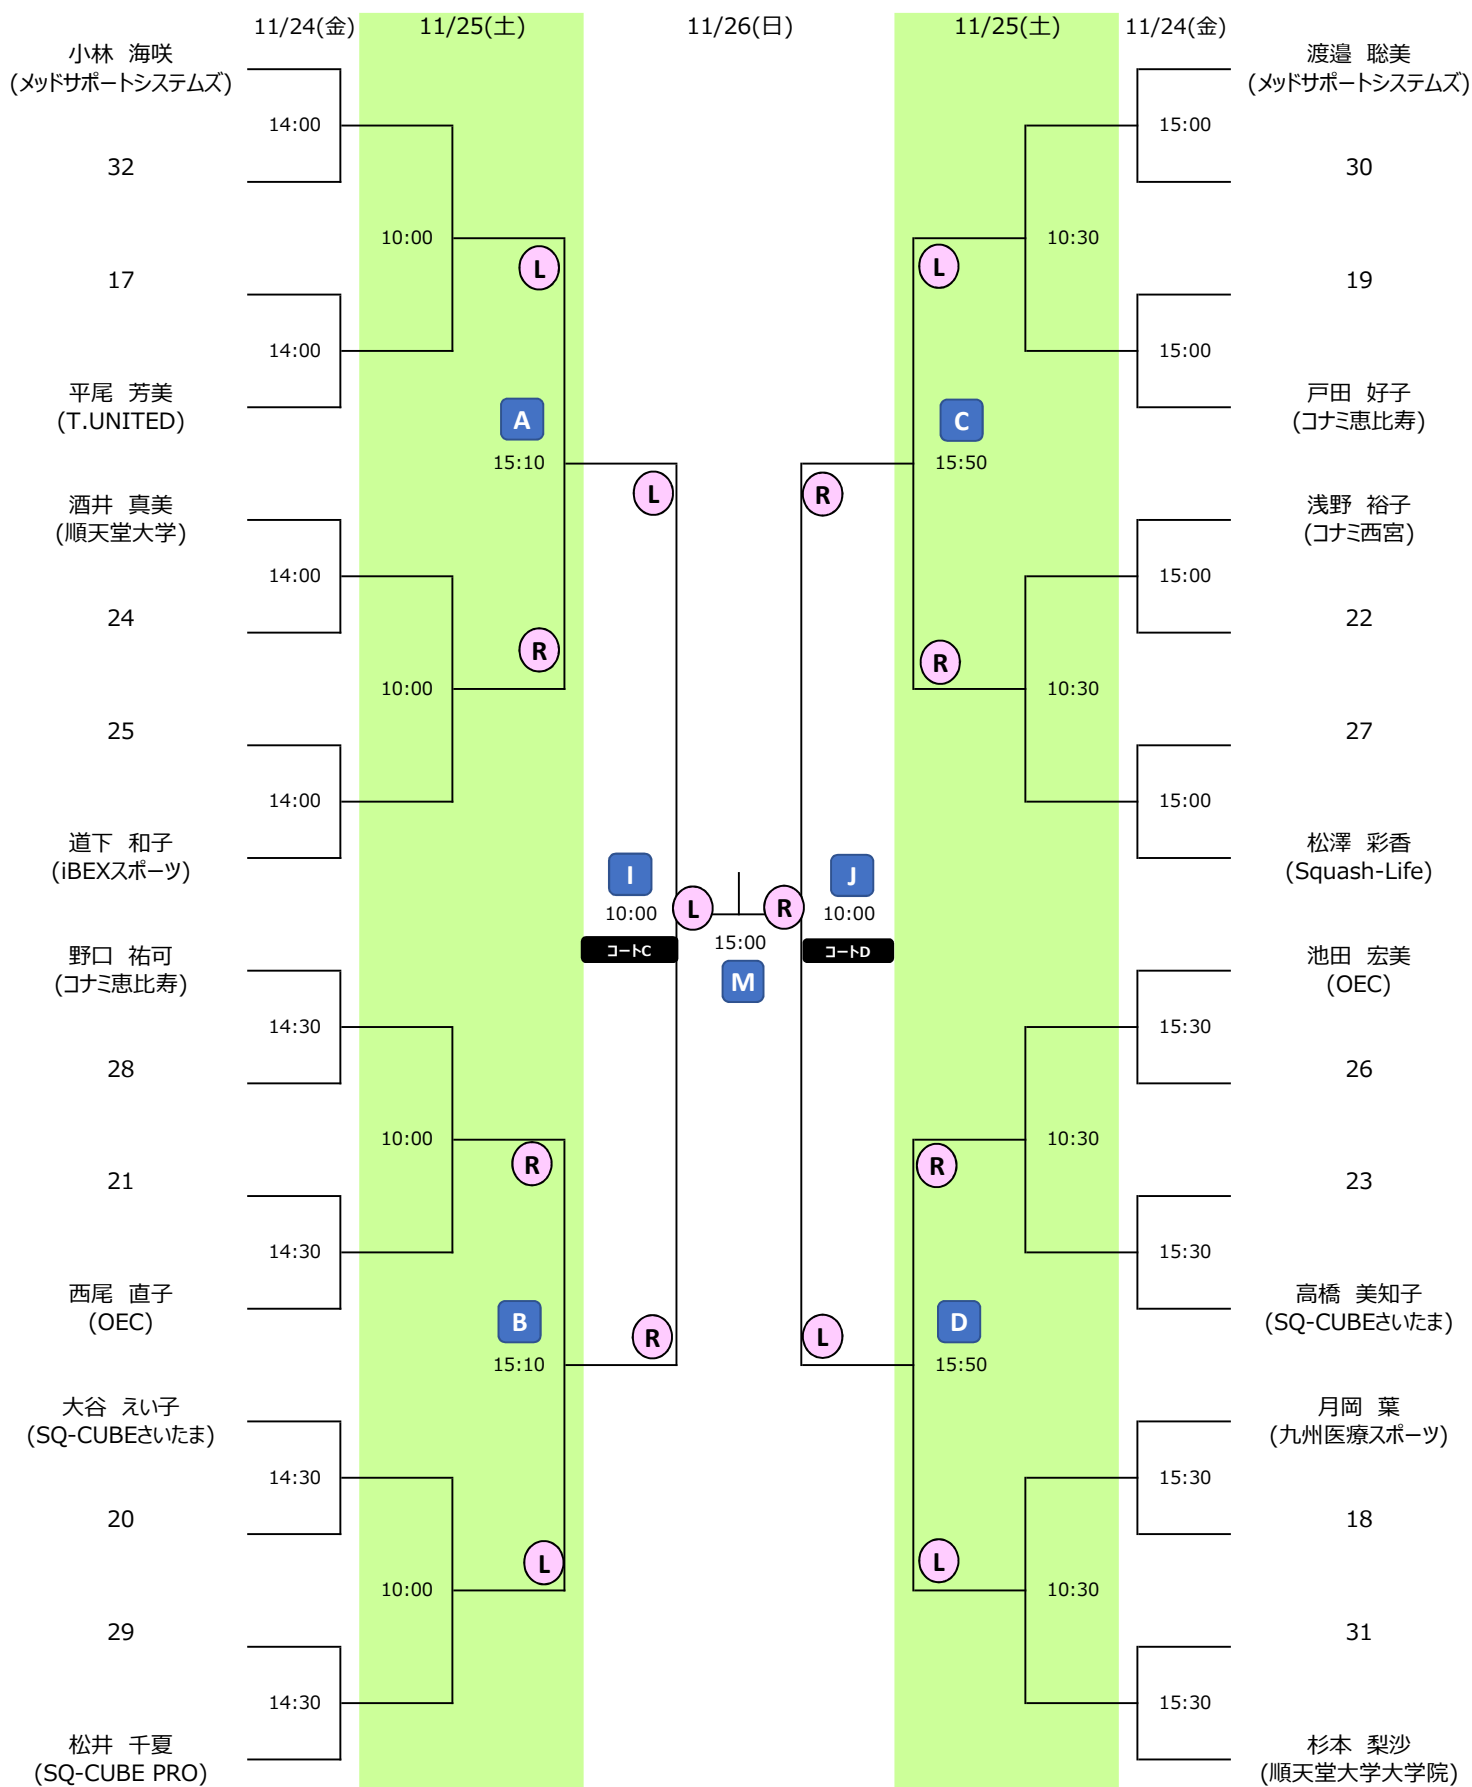 11/24(金) 11/25(土) 11/26(日) 11/25(土) 11/24(金)
小林 海咲
(メッドサポートシステムズ)
14:00
32
10:00
L
17
14:00
平尾 芳美
(T.UNITED)
A
15:10
L
酒井 真美
(順天堂大学)
14:00
24
R
10:00
25
14:00
道下 和子
(iBEXスポーツ)
I
10:00
コートC
野口 祐可
(コナミ恵比寿)
14:30
28
10:00
R
21
14:30
西尾 直子
(OEC)
B
15:10
R
大谷 えい子
(SQ-CUBEさいたま)
14:30
20
L
10:00
29
14:30
松井 千夏
(SQ-CUBE PRO)
L
R
15:00
M
渡邉 聡美
(メッドサポートシステムズ)
15:00
30
10:30
L
19
15:00
戸田 好子
(コナミ恵比寿)
C
15:50
R
浅野 裕子
(コナミ西宮)
15:00
22
R
10:30
27
15:00
松澤 彩香
(Squash-Life)
J
10:00
コートD
池田 宏美
(OEC)
15:30
26
10:30
R
23
15:30
高橋 美知子
(SQ-CUBEさいたま)
D
15:50
L
月岡 葉
(九州医療スポーツ)
15:30
18
L
10:30
31
15:30
杉本 梨沙
(順天堂大学大学院)